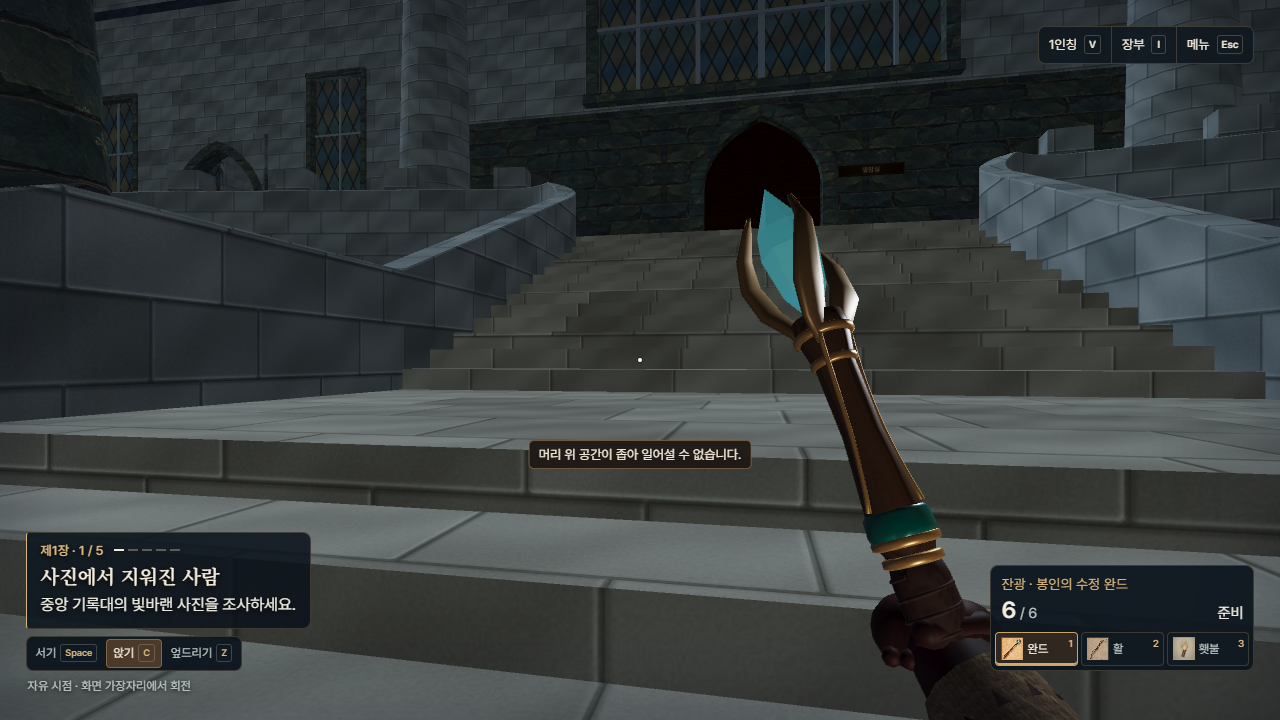 1인칭 V 장부 I 메뉴 Esc
열람실
머리 위 공간이 좁아 일어설 수 없습니다.
제1장 · 1 / 5
사진에서 지워진 사람
중앙 기록대의 빛바랜 사진을 조사하세요.
서기 Space 앉기 C 엎드리기 Z
자유 시점 · 화면 가장자리에서 회전
잔광 · 봉인의 수정 완드
6 / 6 준비
완드 1 활 2 횃불 3